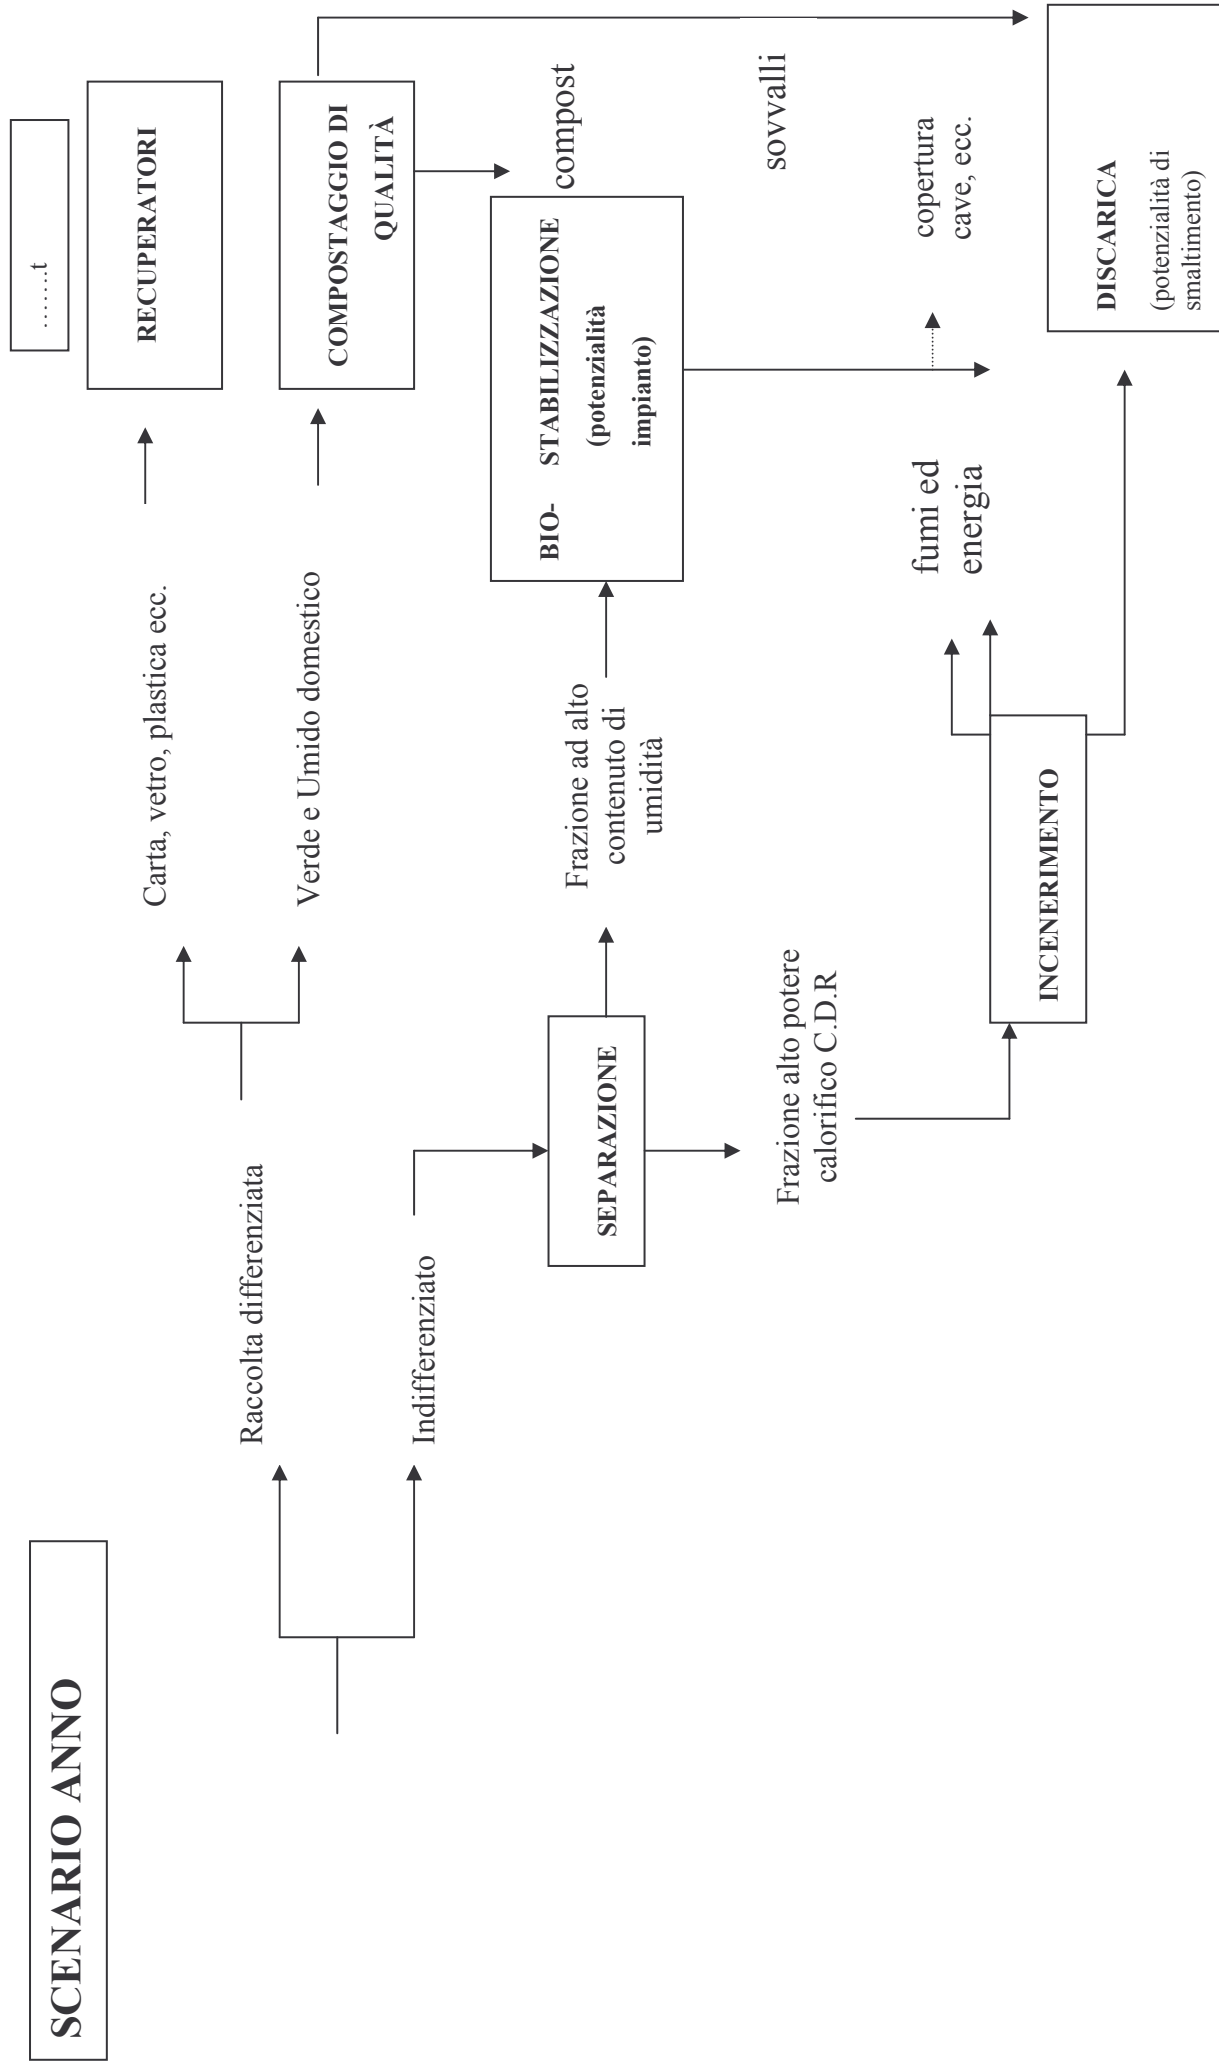 SCENARIO ANNO
…….t
RECUPERATORI
Carta, vetro, plastica ecc.
Raccolta differenziata
Verde e Umido domestico
COMPOSTAGGIO DI
QUALITÀ
Indifferenziato
compost
SEPARAZIONE
Frazione ad alto
contenuto di
umidità
BIO- STABILIZZAZIONE
(potenzialità
impianto)
sovvalli
Frazione alto potere
calorifico C.D.R
fumi ed
energia
copertura
cave, ecc.
INCENERIMENTO
DISCARICA
(potenzialità di
smaltimento)